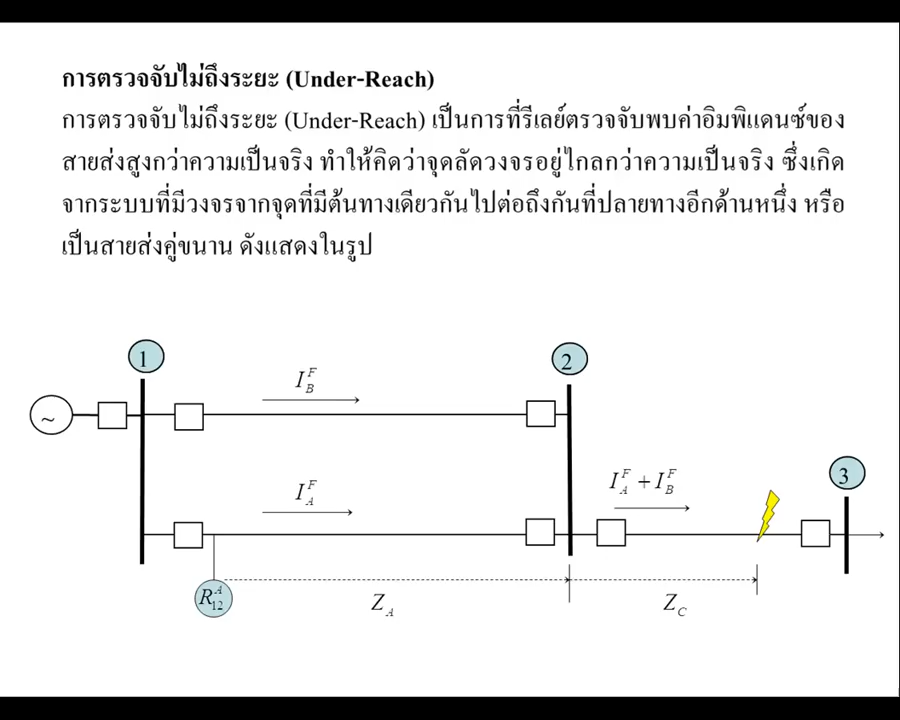 การตรวจจับไม่ถึงระยะ (Under-Reach)
การตรวจจับไม่ถึงระยะ (Under-Reach) เป็นการที่รีเลย์ตรวจจับพบค่าอิมพิแดนซ์ของ
สายส่งสูงกว่าความเป็นจริง ทำให้คิดว่าจุดลัดวงจรอยู่ไกลกว่าความเป็นจริง ซึ่งเกิด
จากระบบที่มีวงจรจากจุดที่มีต้นทางเดียวกันไปต่อถึงกันที่ปลายทางอีกด้านหนึ่ง หรือ
เป็นสายส่งคู่ขนาน ดังแสดงในรูป
1
2
I_B^F
~
3
I_A^F
I_A^F + I_B^F
R_12^A
Z_A
Z_C